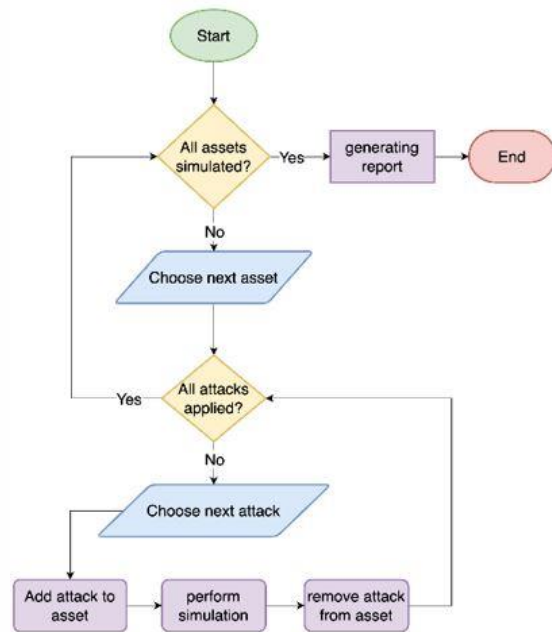 Start
All assets
simulated?
Yes
generating
report
End
No
Choose next asset
All attacks
applied?
Yes
No
Choose next attack
Add attack to
asset
perform
simulation
remove attack
from asset